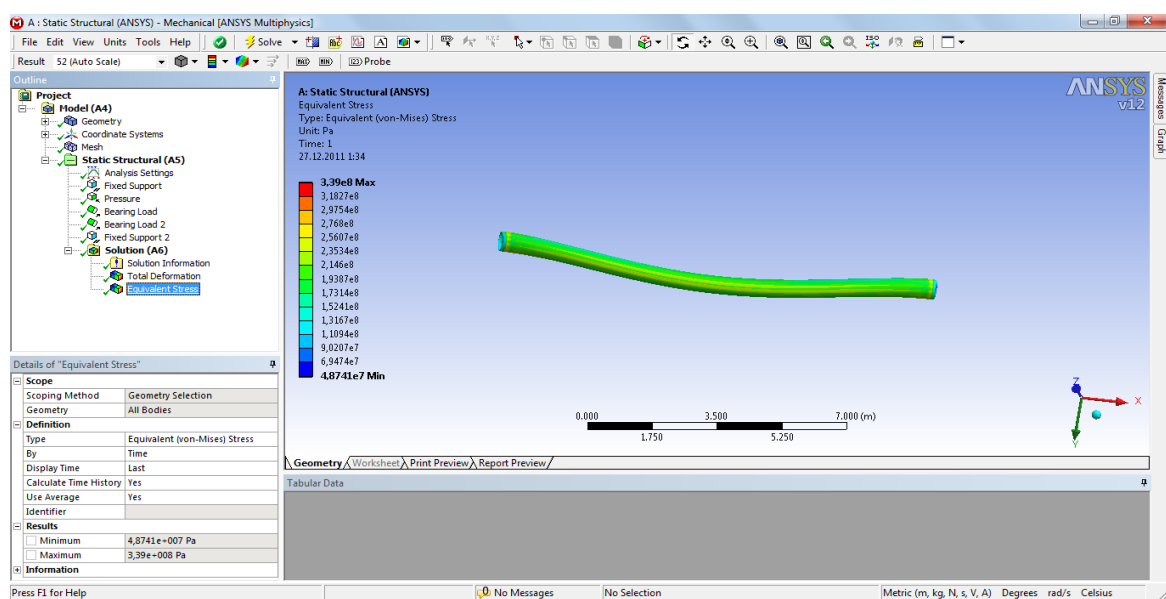 A : Static Structural (ANSYS) - Mechanical [ANSYS Multiphysics]
File Edit View Units Tools Help Solve
Result 52 (Auto Scale) MAX MIN Probe
Outline
Project
Model (A4)
Geometry
Coordinate Systems
Mesh
Static Structural (A5)
Analysis Settings
Fixed Support
Pressure
Bearing Load
Bearing Load 2
Fixed Support 2
Solution (A6)
Solution Information
Total Deformation
Equivalent Stress
Details of "Equivalent Stress"
Scope
Scoping Method Geometry Selection
Geometry All Bodies
Definition
Type Equivalent (von-Mises) Stress
By Time
Display Time Last
Calculate Time History Yes
Use Average Yes
Identifier
Results
Minimum 4,8741e+007 Pa
Maximum 3,39e+008 Pa
Information
A: Static Structural (ANSYS)
Equivalent Stress
Type: Equivalent (von-Mises) Stress
Unit: Pa
Time: 1
27.12.2011 1:34
3,39e8 Max
3,1827e8
2,9754e8
2,768e8
2,5607e8
2,3534e8
2,146e8
1,9387e8
1,7314e8
1,5241e8
1,3167e8
1,1094e8
9,0207e7
6,9474e7
4,8741e7 Min
ANSYS
v12
0.000 3.500 7.000 (m)
1.750 5.250
Z
X
Y
Geometry Worksheet Print Preview Report Preview
Tabular Data
Messages
Graph
Press F1 for Help 0 No Messages No Selection Metric (m, kg, N, s, V, A) Degrees rad/s Celsius